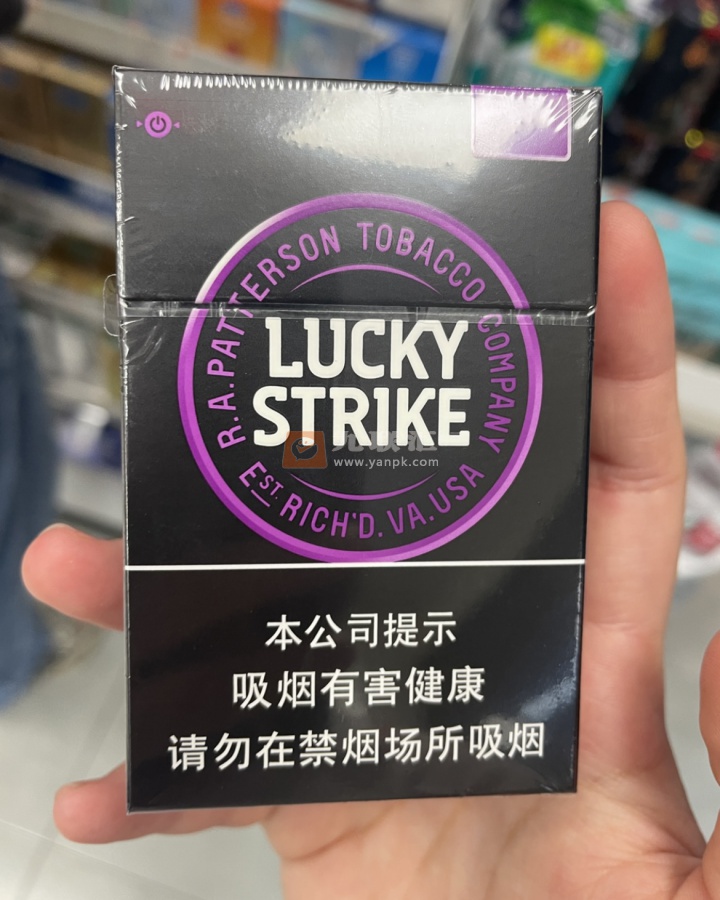 R.A.PATTERSON TOBACCO COMPANY
LUCKY
STRIKE
EST. RICH'D. VA. USA
www.yanpk.com
本公司提示
吸烟有害健康
请勿在禁烟场所吸烟